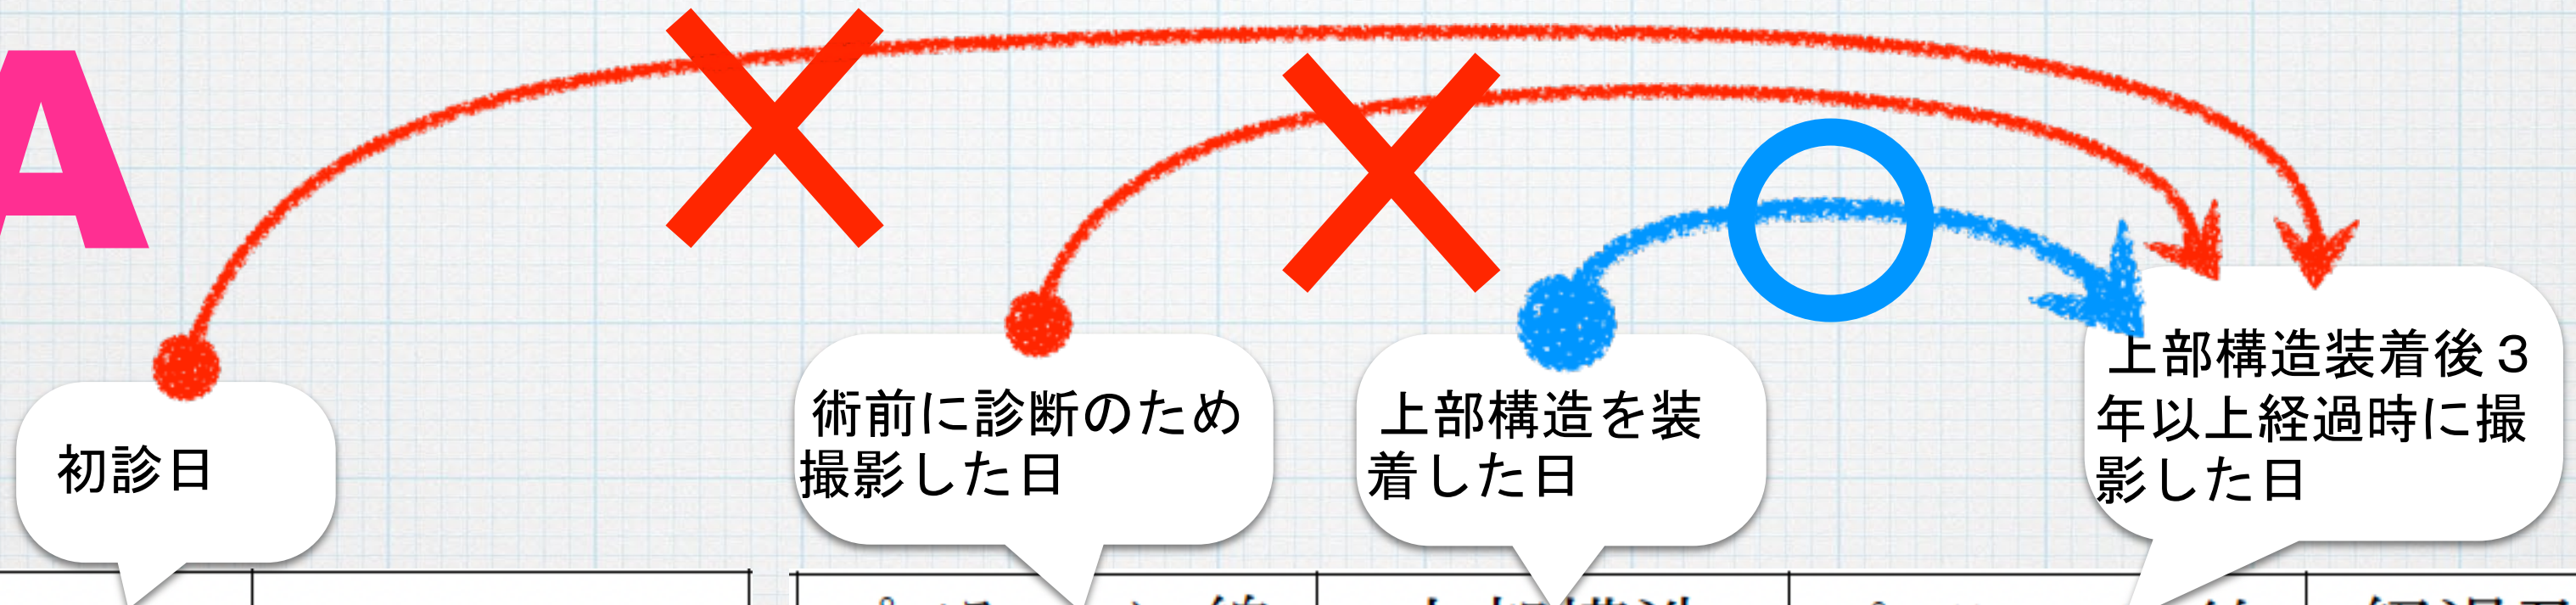 A
初診日
術前に診断のため
撮影した日
上部構造を装
着した日
上部構造装着後３
年以上経過時に撮
影した日